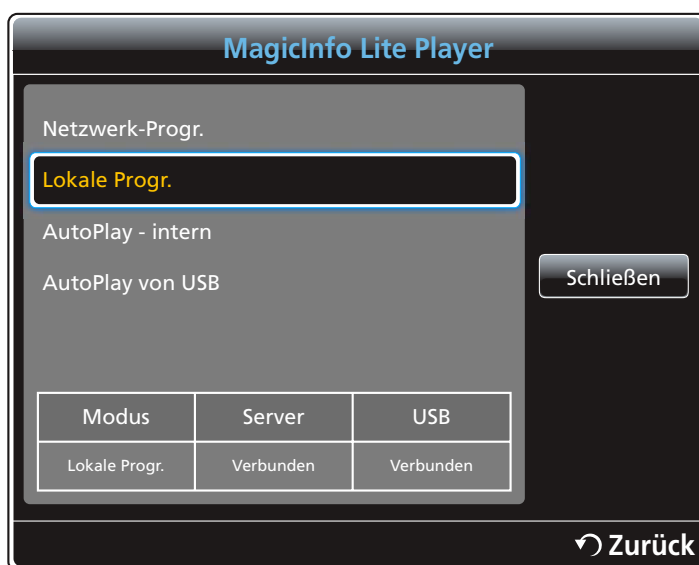 MagicInfo Lite Player
Netzwerk-Progr.
Lokale Progr.
AutoPlay - intern
AutoPlay von USB
Schließen
Modus Server USB
Lokale Progr. Verbunden Verbunden
Zurück